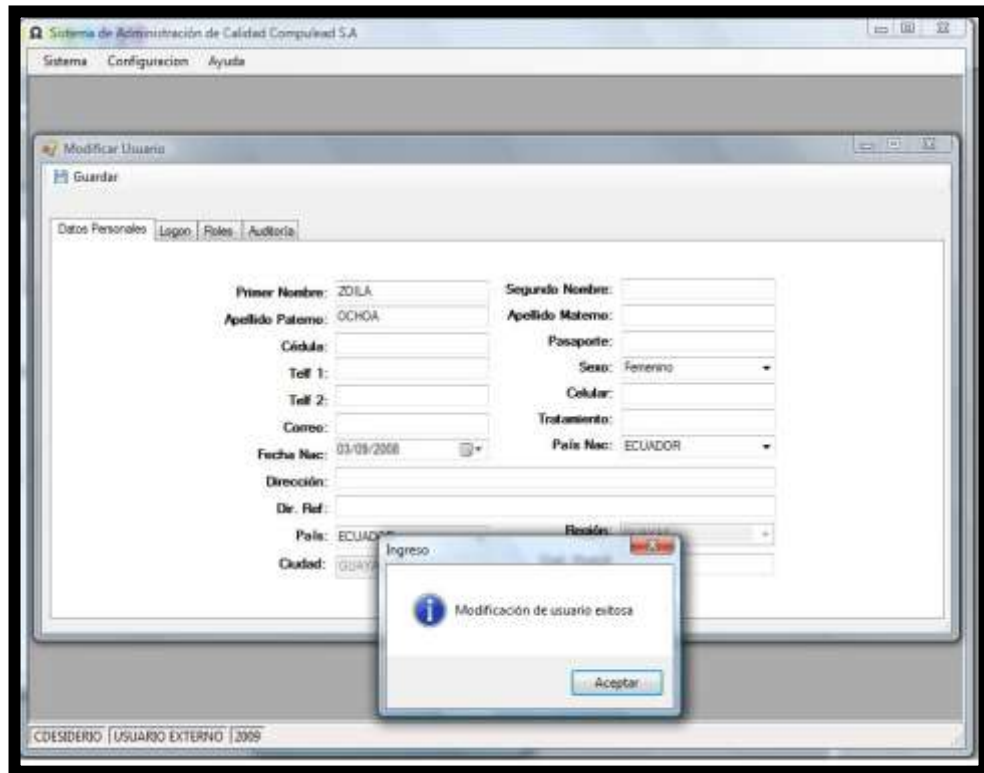 Sistema de Administración de Calidad Compulead S.A
Sistema Configuracion Ayuda
Modificar Usuario
Guardar
Datos Personales Logon Roles Auditoría
Primer Nombre: ZOILA Segundo Nombre:
Apellido Paterno: OCHOA Apellido Materno:
Cédula: Pasaporte:
Telf 1: Sexo: Femenino
Telf 2: Celular:
Correo: Tratamiento:
Fecha Nac: 03/09/2008 País Nac: ECUADOR
Dirección:
Dir. Ref:
País: ECUADOR Región:
Ciudad:
Ingreso
Modificación de usuario exitosa
Aceptar
CDESIDERIO USUARIO EXTERNO 2009